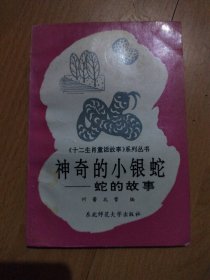 《十二生肖童话故事》系列丛书
神奇的小银蛇
——蛇的故事
编
东北师范大学出版社